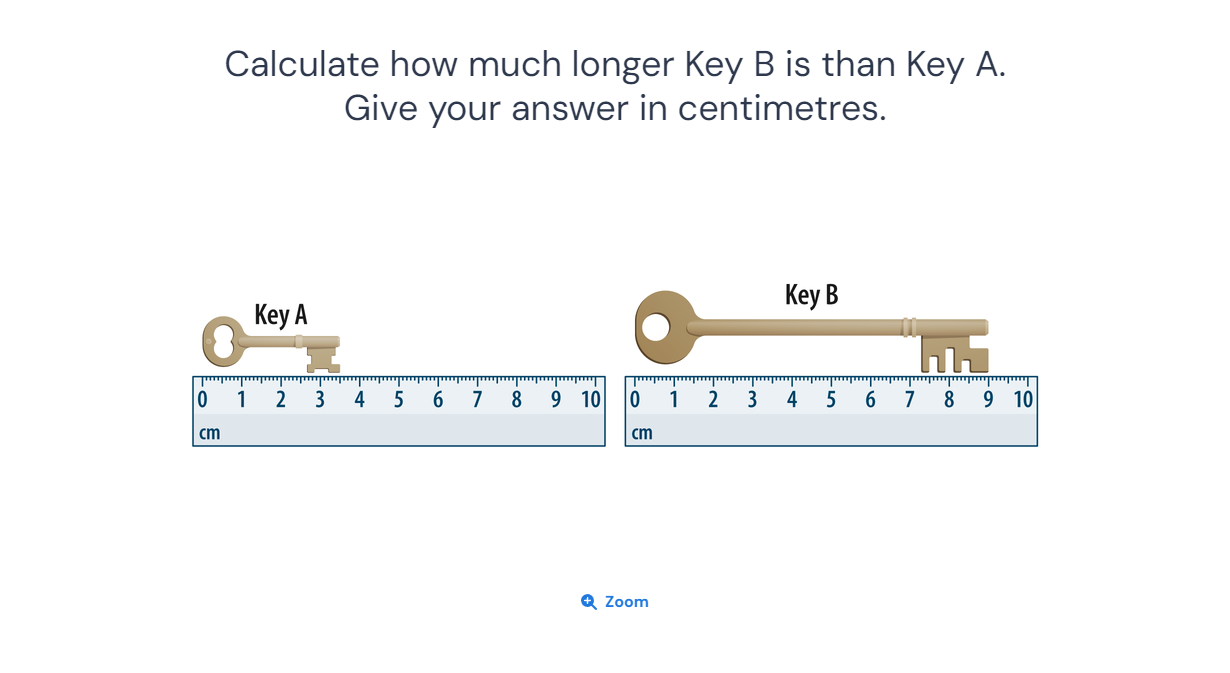 Calculate how much longer Key B is than Key A.
Give your answer in centimetres.
Key A
Key B
0 1 2 3 4 5 6 7 8 9 10
cm
0 1 2 3 4 5 6 7 8 9 10
cm
Zoom